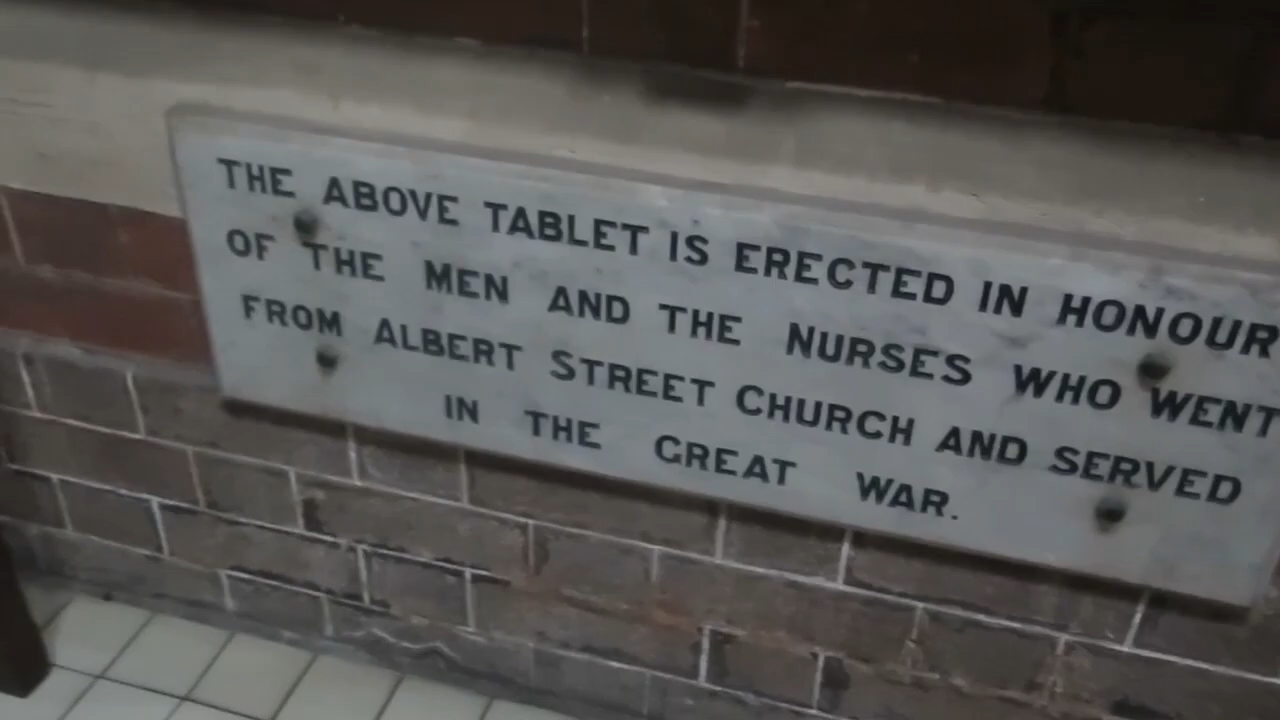 THE ABOVE TABLET IS ERECTED IN HONOUR
OF THE MEN AND THE NURSES WHO WENT
FROM ALBERT STREET CHURCH AND SERVED
IN THE GREAT WAR.